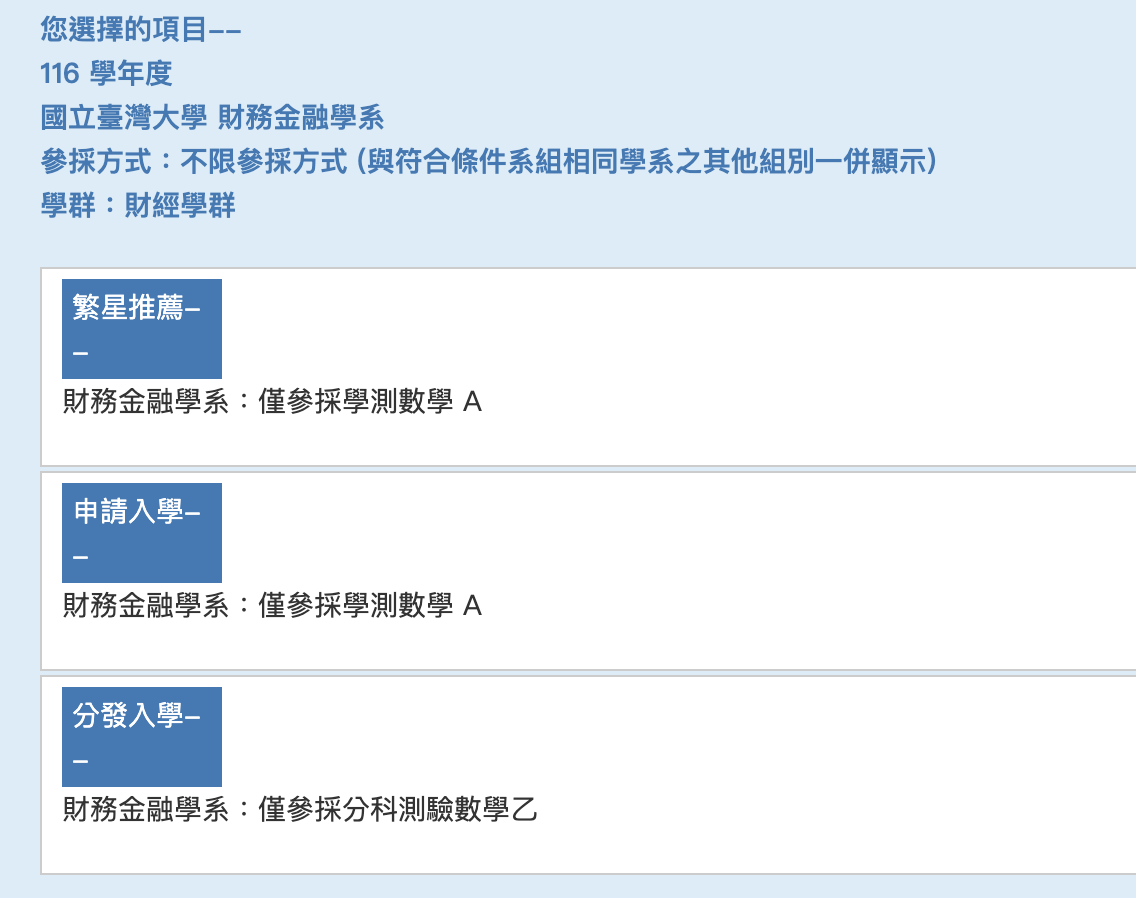 您選擇的項目––
116 學年度
國立臺灣大學 財務金融學系
參採方式：不限參採方式 (與符合條件系組相同學系之其他組別一併顯示)
學群：財經學群
繁星推薦–
–
財務金融學系：僅參採學測數學 A
申請入學–
–
財務金融學系：僅參採學測數學 A
分發入學–
–
財務金融學系：僅參採分科測驗數學乙